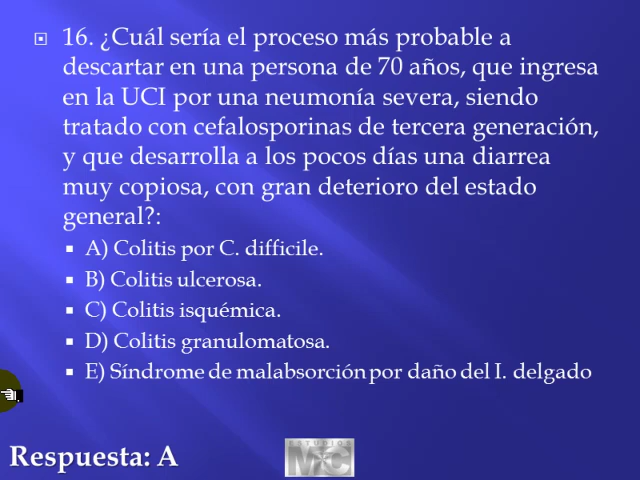 16. ¿Cuál sería el proceso más probable a
descartar en una persona de 70 años, que ingresa
en la UCI por una neumonía severa, siendo
tratado con cefalosporinas de tercera generación,
y que desarrolla a los pocos días una diarrea
muy copiosa, con gran deterioro del estado
general?:
A) Colitis por C. difficile.
B) Colitis ulcerosa.
C) Colitis isquémica.
D) Colitis granulomatosa.
E) Síndrome de malabsorción por daño del I. delgado
Respuesta: A
ESTUDIOS
M C